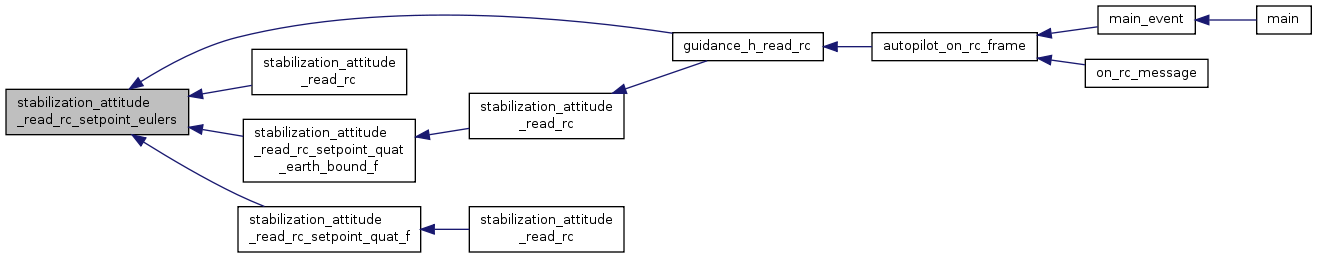 stabilization_attitude
_read_rc_setpoint_eulers
stabilization_attitude
_read_rc
stabilization_attitude
_read_rc_setpoint_quat
_earth_bound_f
stabilization_attitude
_read_rc_setpoint_quat_f
stabilization_attitude
_read_rc
stabilization_attitude
_read_rc
guidance_h_read_rc
autopilot_on_rc_frame
main_event
main
on_rc_message